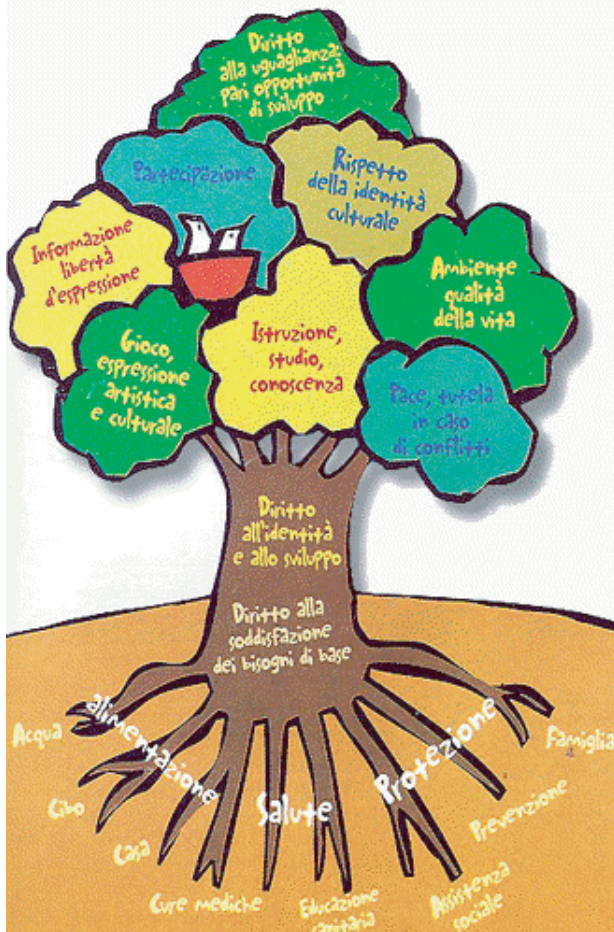 Diritto
alla uguaglianza:
pari opportunità
di sviluppo
Partecipazione
Rispetto
della identità
culturale
Informazione
libertà
d'espressione
Ambiente
qualità
della vita
Gioco,
espressione
artistica
e culturale
Istruzione,
studio,
conoscenza
Pace, tutela
in caso
di conflitti
Diritto
all'identità
e allo sviluppo
Diritto alla
soddisfazione
dei bisogni di base
alimentazione
Salute
Protezione
Acqua
Cibo
Casa
Cure mediche
Educazione
sanitaria
Assistenza
sociale
Prevenzione
Famiglia